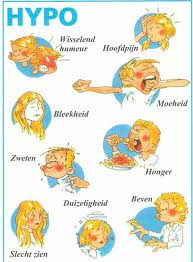 HYPO
Wisselend
humeur
Hoofdpijn
Moeheid
Bleekheid
Zweten
Honger
Duizeligheid
Beven
Slecht zien